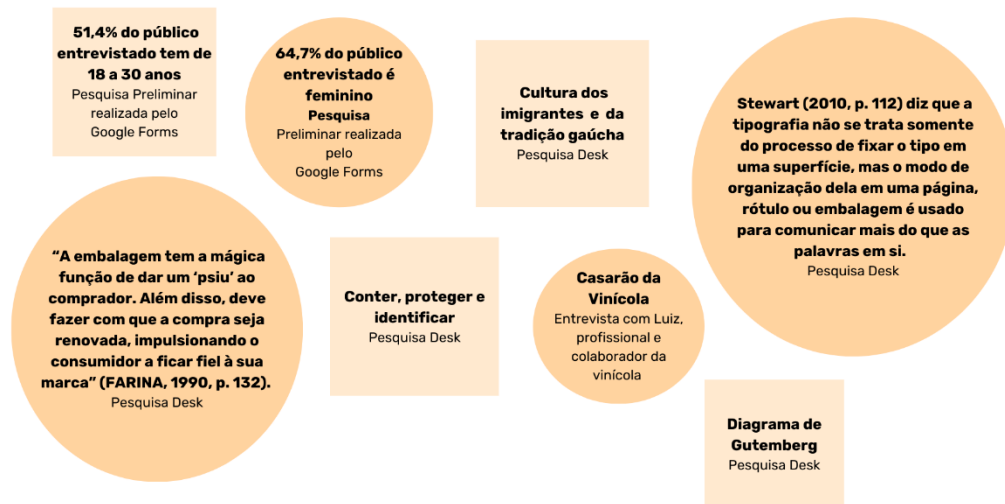 51,4% do público
entrevistado tem de
18 a 30 anos
Pesquisa Preliminar
realizada pelo
Google Forms
64,7% do público
entrevistado é
feminino
Pesquisa
Preliminar realizada
pelo
Google Forms
Cultura dos
imigrantes e da
tradição gaúcha
Pesquisa Desk
Stewart (2010, p. 112) diz que a
tipografia não se trata somente
do processo de fixar o tipo em
uma superfície, mas o modo de
organização dela em uma página,
rótulo ou embalagem é usado
para comunicar mais do que as
palavras em si.
Pesquisa Desk
“A embalagem tem a mágica
função de dar um ‘psiu’ ao
comprador. Além disso, deve
fazer com que a compra seja
renovada, impulsionando o
consumidor a ficar fiel à sua
marca” (FARINA, 1990, p. 132).
Pesquisa Desk
Conter, proteger e
identificar
Pesquisa Desk
Casarão da
Vinícola
Entrevista com Luiz,
profissional e
colaborador da
vinícola
Diagrama de
Gutemberg
Pesquisa Desk